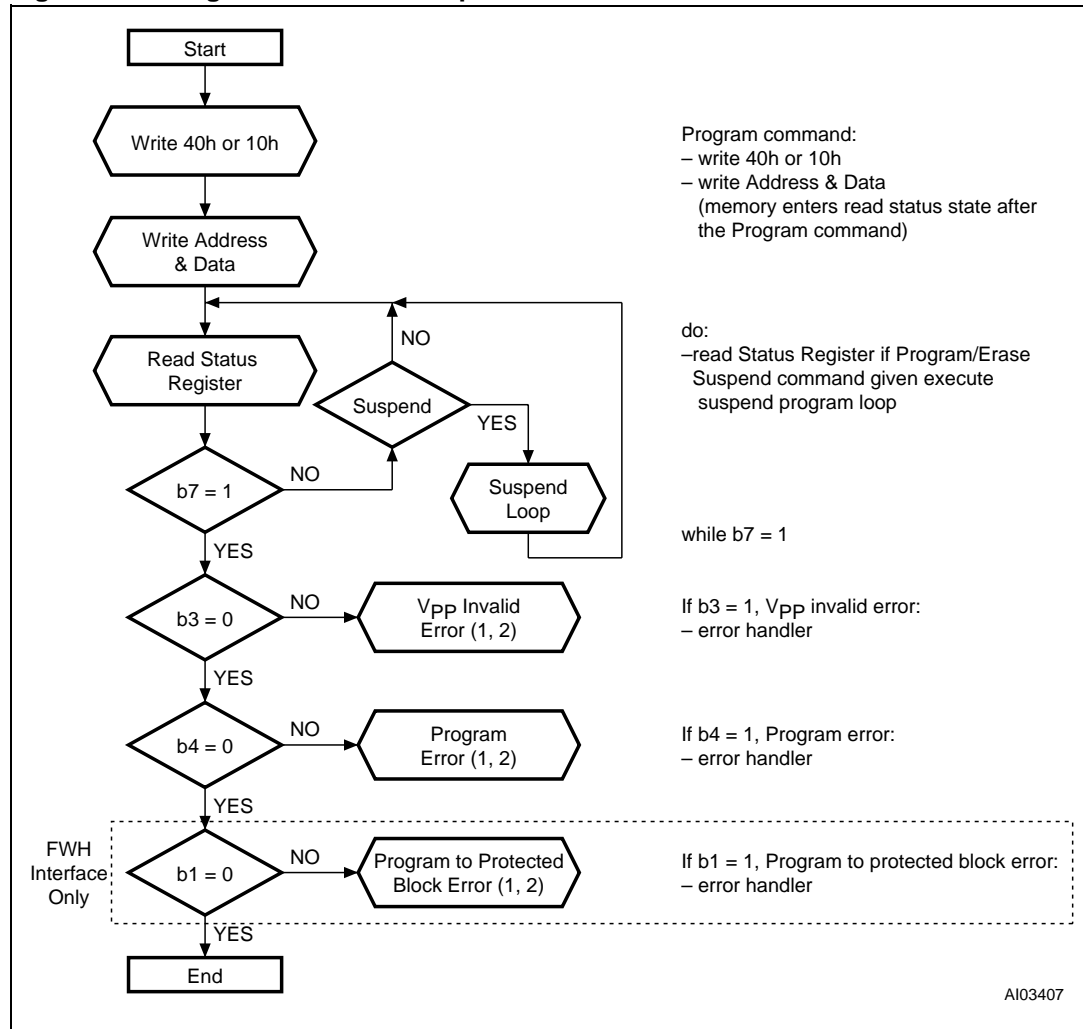 Start
Write 40h or 10h
Program command:
– write 40h or 10h
– write Address & Data
(memory enters read status state after
the Program command)
Write Address
& Data
NO
do:
–read Status Register if Program/Erase
Suspend command given execute
suspend program loop
Read Status
Register
Suspend
YES
b7 = 1
NO
Suspend
Loop
YES
while b7 = 1
b3 = 0
NO
VPP Invalid
Error (1, 2)
If b3 = 1, VPP invalid error:
– error handler
YES
b4 = 0
NO
Program
Error (1, 2)
If b4 = 1, Program error:
– error handler
YES
FWH
Interface
Only
b1 = 0
NO
Program to Protected
Block Error (1, 2)
If b1 = 1, Program to protected block error:
– error handler
YES
End
AI03407